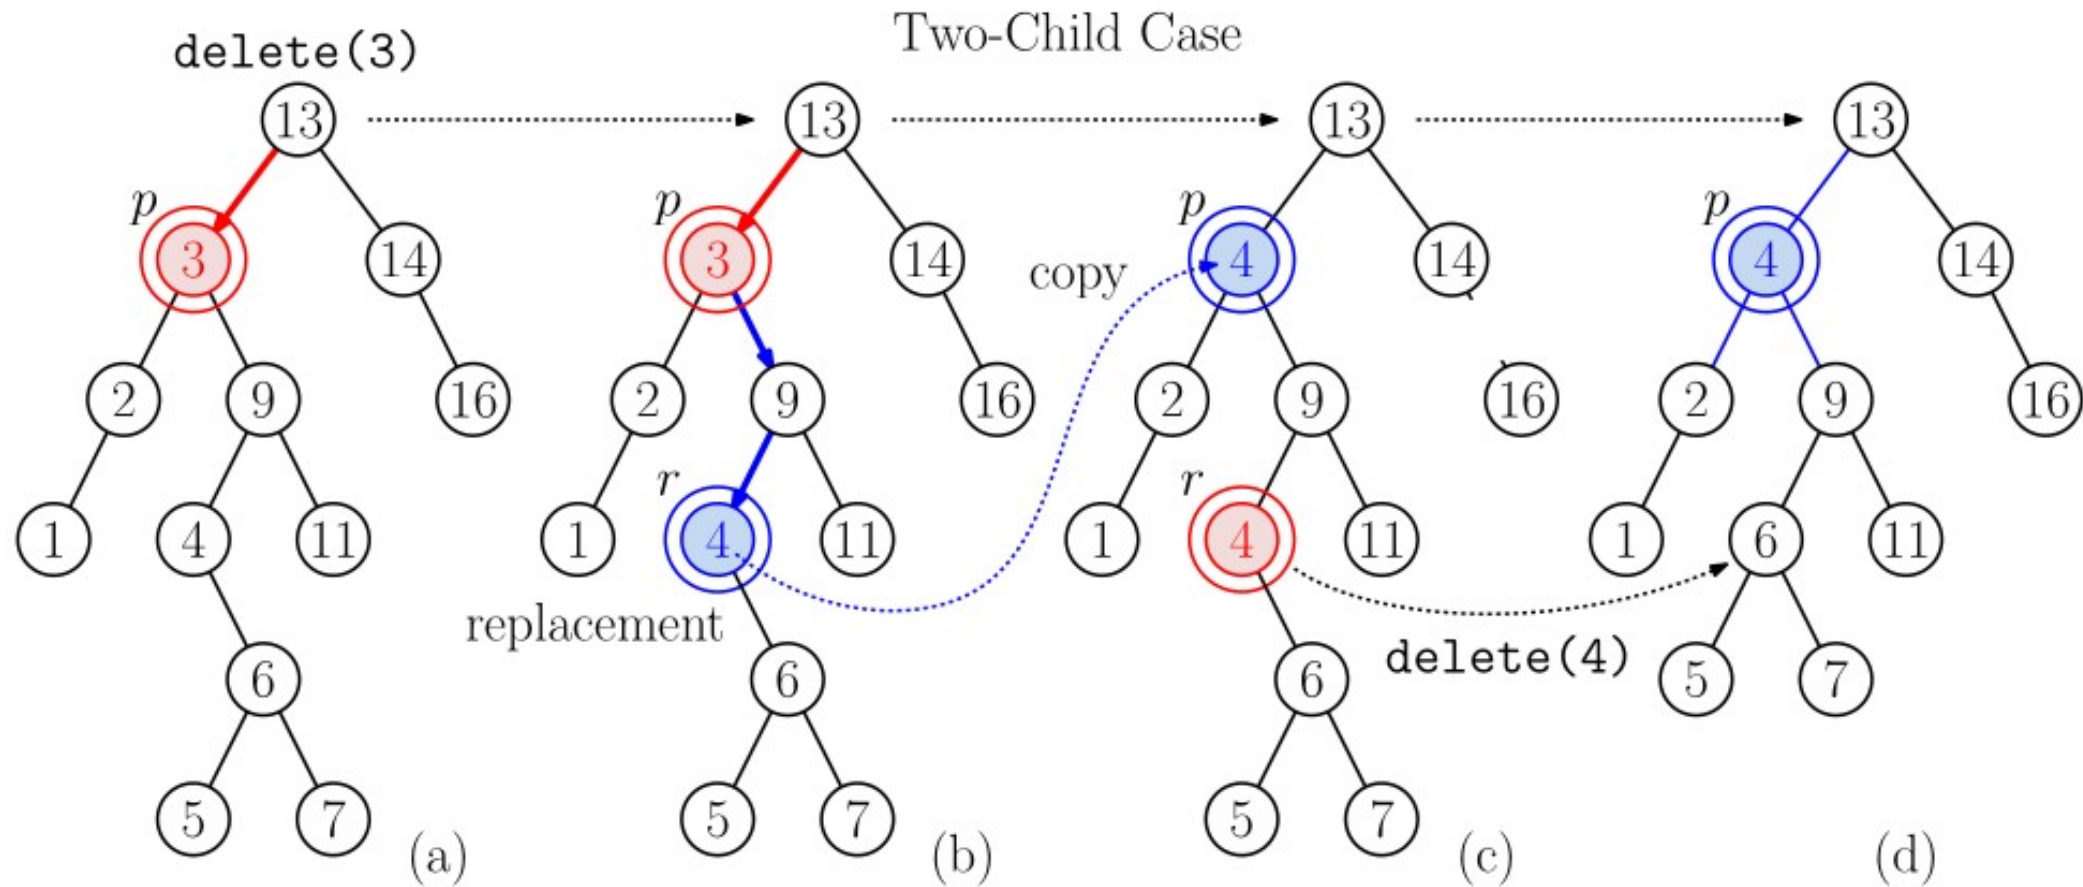 Two-Child Case
delete(3)
13 13 13 13
p p p p
3 14 3 14 copy 4 14 4 14
2 9 16 2 9 16 2 9 16 2 9 16
r r
1 4 11 1 4 11 1 4 11 1 6 11
replacement
6 6 6 delete(4) 5 7
5 7 5 7 5 7
(a) (b) (c) (d)